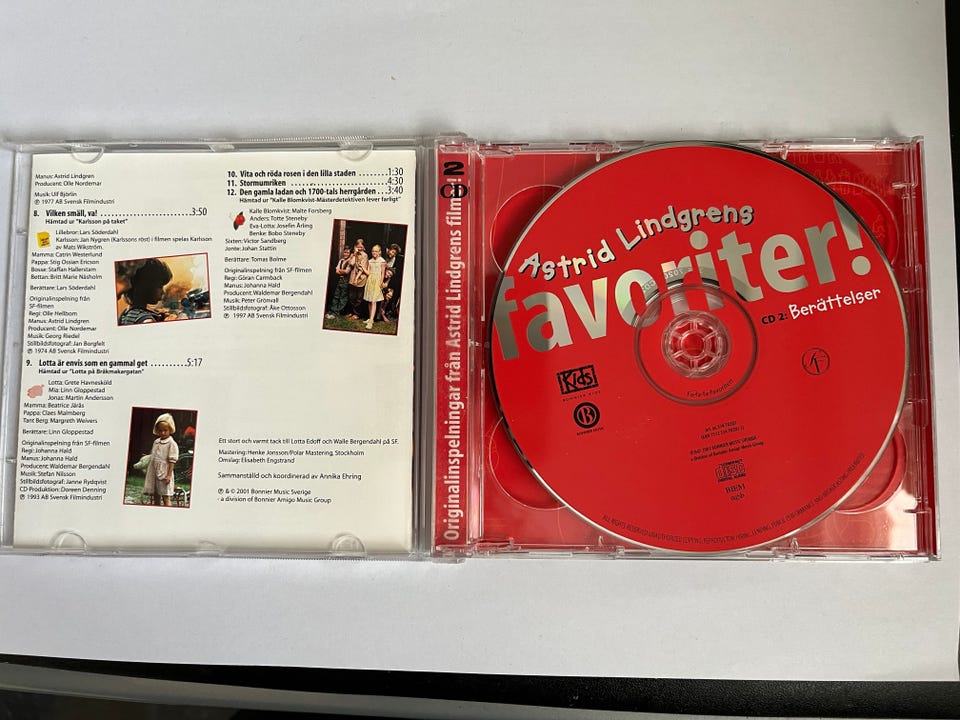 Manus: Astrid Lindgren
Producent: Olle Nordemar
Musik: Ulf Björlin
℗ 1977 AB Svensk Filmindustri
8. Vilken smäll, va! ..............................3:50
Hämtad ur "Karlsson på taket"
Lillebror: Lars Söderdahl
Karlsson: Jan Nygren (Karlssons röst) i filmen spelas Karlsson
av Mats Wikström.
Mamma: Catrin Westerlund
Pappa: Stig Ossian Ericson
Bosse: Staffan Hallerstam
Bettan: Britt Marie Näsholm
Berättare: Lars Söderdahl
Originalinspelning från
SF-filmen
Regi: Olle Hellbom
Manus: Astrid Lindgren
Producent: Olle Nordemar
Musik: Georg Riedel
Stillbildsfotograf: Jan Borgfelt
℗ 1974 AB Svensk Filmindustri
9. Lotta är envis som en gammal get ...........5:17
Hämtad ur "Lotta på Bråkmakargatan"
Lotta: Grete Havnesköld
Mia: Linn Gloppestad
Jonas: Martin Andersson
Mamma: Beatrice Järås
Pappa: Claes Malmberg
Tant Berg: Margreth Weivers
Berättare: Linn Gloppestad
Originalinspelning från SF-filmen
Regi: Johanna Hald
Manus: Johanna Hald
Producent: Waldemar Bergendahl
Musik: Stefan Nilsson
Stillbildsfotograf: Janne Rydqvist
CD Produktion: Doreen Denning
℗ 1993 AB Svensk Filmindustri
10. Vita och röda rosen i den lilla staden ........1:30
11. Stormumriken ..............................4:30
12. Den gamla ladan och 1700-tals herrgården ..3:40
Hämtad ur "Kalle Blomkvist-Mästerdetektiven lever farligt"
Kalle Blomkvist: Malte Forsberg
Anders: Totte Steneby
Eva-Lotta: Josefin Årling
Benke: Bobo Steneby
Sixten: Victor Sandberg
Jonte: Johan Stattin
Berättare: Tomas Bolme
Originalinspelning från SF-filmen
Regi: Göran Carmback
Manus: Johanna Hald
Producent: Waldemar Bergendahl
Musik: Peter Grönvall
Stillbildsfotograf: Åke Ottosson
℗ 1997 AB Svensk Filmindustri
Ett stort och varmt tack till Lotta Edoff och Walle Bergendahl på SF.
Mastering: Henke Jonsson/Polar Mastering, Stockholm
Omslag: Elisabeth Engstrand
Sammanställd och koordinerad av Annika Ehring
℗ & © 2001 Bonnier Music Sverige
- a division of Bonnier Amigo Music Group
2
CD
Originalinspelningar från Astrid Lindgrens filmer!
Astrid Lindgrens
favoriter!
CD 2: Berättelser
Kids
BONNIER KIDS
B
BONNIER MUSIC
SF
COMPACT
disc
DIGITAL AUDIO